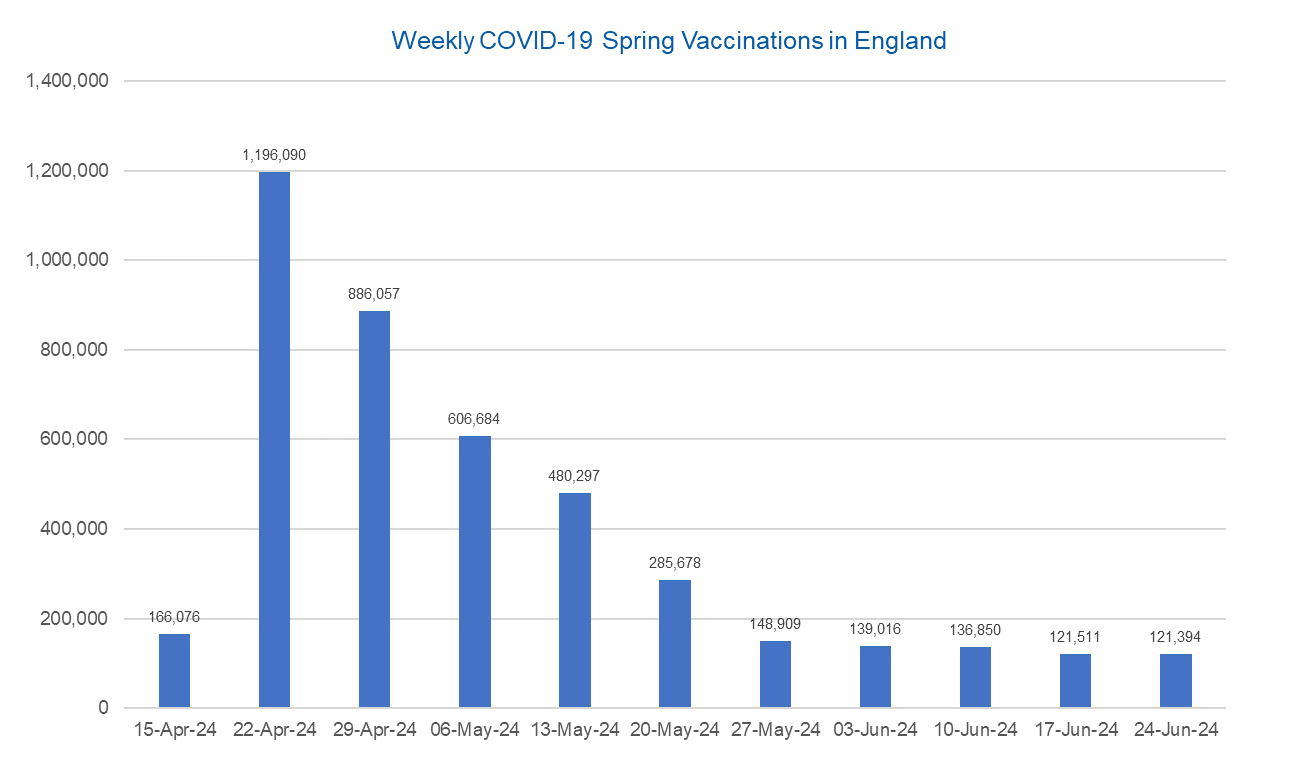 Weekly COVID-19 Spring Vaccinations in England
1,400,000
1,200,000
1,000,000
800,000
600,000
400,000
200,000
0
166,076
1,196,090
886,057
606,684
480,297
285,678
148,909
139,016
136,850
121,511
121,394
15-Apr-24
22-Apr-24
29-Apr-24
06-May-24
13-May-24
20-May-24
27-May-24
03-Jun-24
10-Jun-24
17-Jun-24
24-Jun-24